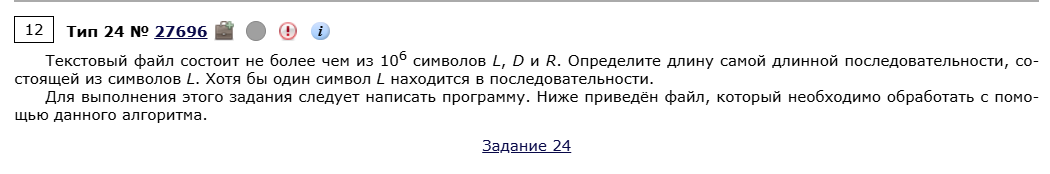 12 Тип 24 № 27696
Текстовый файл состоит не более чем из 10⁶ символов L, D и R. Определите длину самой длинной последовательности, со-
стоящей из символов L. Хотя бы один символ L находится в последовательности.
Для выполнения этого задания следует написать программу. Ниже приведён файл, который необходимо обработать с помо-
щью данного алгоритма.
Задание 24